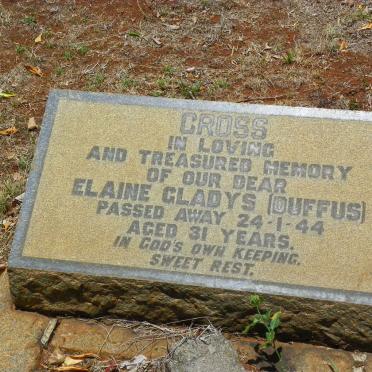 CROSS
IN LOVING
AND TREASURED MEMORY
OF OUR DEAR
ELAINE GLADYS (DUFFUS)
PASSED AWAY 24-1-44
AGED 31 YEARS.
IN GOD'S OWN KEEPING,
SWEET REST.